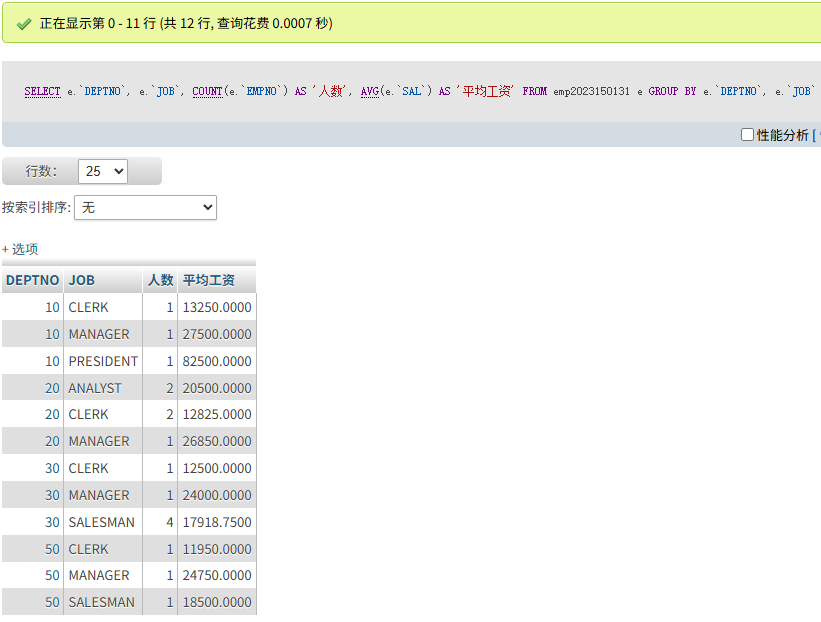 正在显示第 0 - 11 行 (共 12 行, 查询花费 0.0007 秒)
SELECT e.`DEPTNO`, e.`JOB`, COUNT(e.`EMPNO`) AS '人数', AVG(e.`SAL`) AS '平均工资' FROM emp2023150131 e GROUP BY e.`DEPTNO`, e.`JOB`
性能分析 [
行数: 25
按索引排序: 无
+ 选项
DEPTNO JOB 人数 平均工资
10 CLERK 1 13250.0000
10 MANAGER 1 27500.0000
10 PRESIDENT 1 82500.0000
20 ANALYST 2 20500.0000
20 CLERK 2 12825.0000
20 MANAGER 1 26850.0000
30 CLERK 1 12500.0000
30 MANAGER 1 24000.0000
30 SALESMAN 4 17918.7500
50 CLERK 1 11950.0000
50 MANAGER 1 24750.0000
50 SALESMAN 1 18500.0000